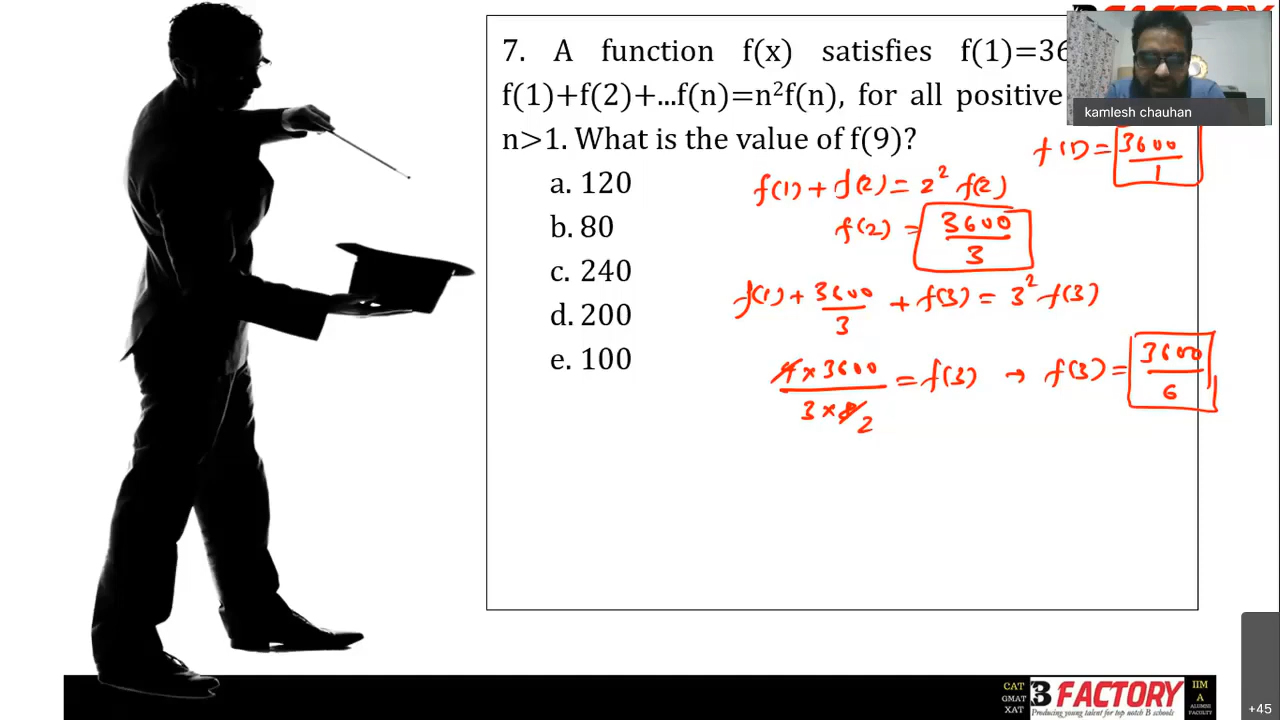 7. A function f(x) satisfies f(1)=36
f(1)+f(2)+...f(n)=n²f(n), for all positive
n>1. What is the value of f(9)?
a. 120
b. 80
c. 240
d. 200
e. 100
f(1) = 3600/1
f(1) + f(2) = 2² f(2)
f(2) = 3600/3
f(1) + 3600/3 + f(3) = 3² f(3)
4 x 3600 / 3 x 8 2 = f(3) → f(3) = 3600/6
kamlesh chauhan
FACTORY
CAT
GMAT
XAT
3 FACTORY
Producing young talent for top notch B schools
IIM
A
ALUMNI
FACULTY
+45